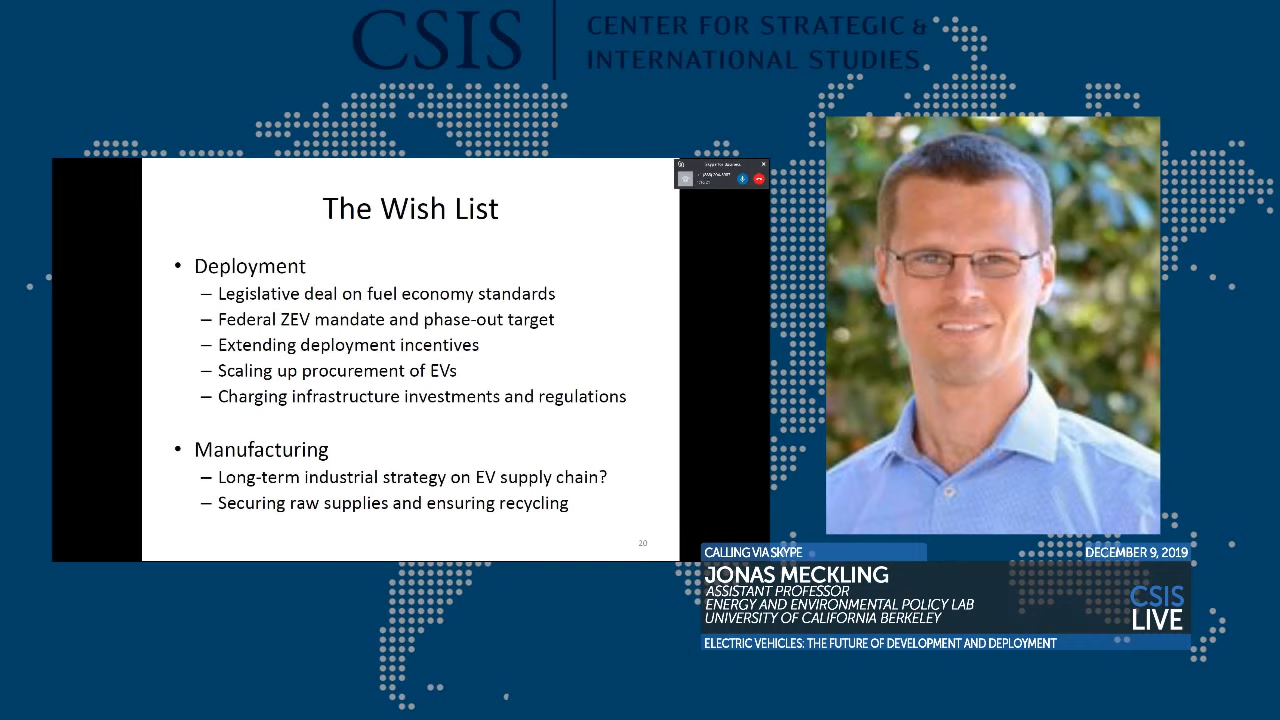 CSIS
CENTER FOR STRATEGIC &
INTERNATIONAL STUDIES
The Wish List
• Deployment
– Legislative deal on fuel economy standards
– Federal ZEV mandate and phase-out target
– Extending deployment incentives
– Scaling up procurement of EVs
– Charging infrastructure investments and regulations
• Manufacturing
– Long-term industrial strategy on EV supply chain?
– Securing raw supplies and ensuring recycling
20
CALLING VIA SKYPE
DECEMBER 9, 2019
JONAS MECKLING
ASSISTANT PROFESSOR
ENERGY AND ENVIRONMENTAL POLICY LAB
UNIVERSITY OF CALIFORNIA BERKELEY
CSIS
LIVE
ELECTRIC VEHICLES: THE FUTURE OF DEVELOPMENT AND DEPLOYMENT